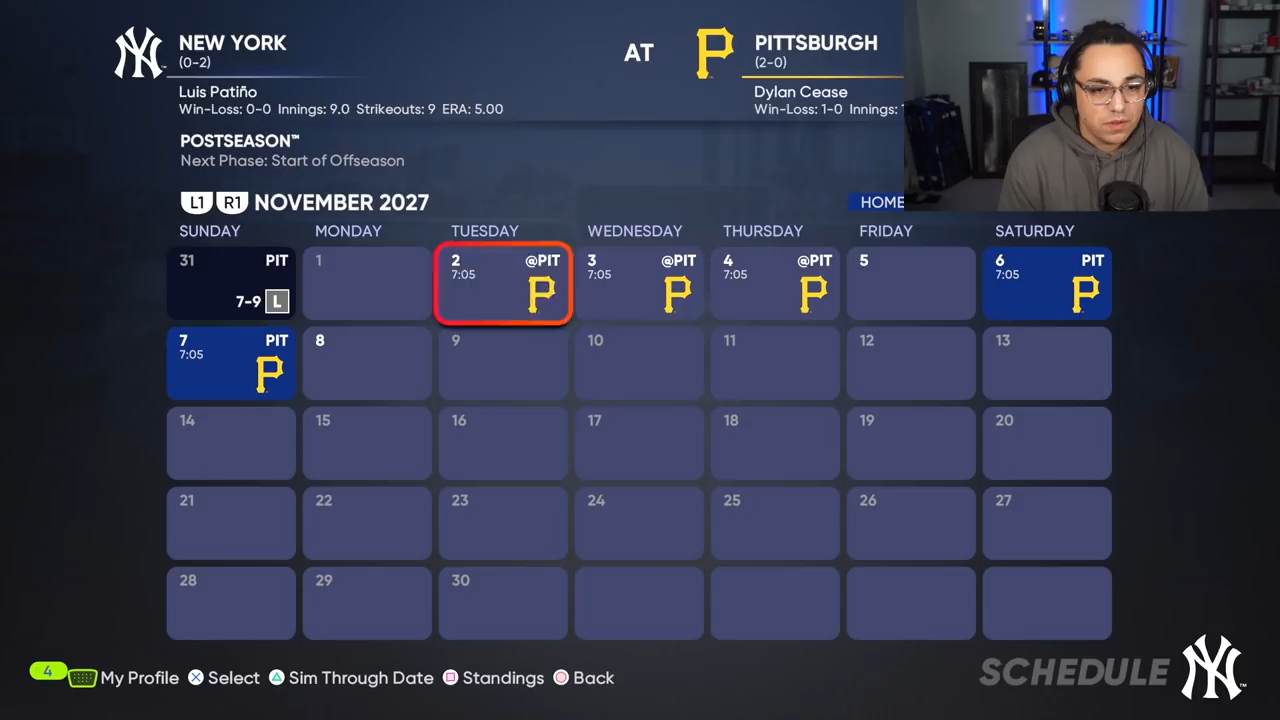 NEW YORK
(0-2)
AT
PITTSBURGH
(2-0)
Luis Patiño
Win-Loss: 0-0 Innings: 9.0 Strikeouts: 9 ERA: 5.00
Dylan Cease
Win-Loss: 1-0 Innings:
POSTSEASON™
Next Phase: Start of Offseason
L1 R1 NOVEMBER 2027
HOME
SUNDAY MONDAY TUESDAY WEDNESDAY THURSDAY FRIDAY SATURDAY
31 PIT 1 2 @PIT 3 @PIT 4 @PIT 5 6 PIT
7:05 7:05 7:05 7:05
7-9 L P P P P
7 PIT 8 9 10 11 12 13
7:05
P
14 15 16 17 18 19 20
21 22 23 24 25 26 27
28 29 30
4 My Profile Select Sim Through Date Standings Back
SCHEDULE NY